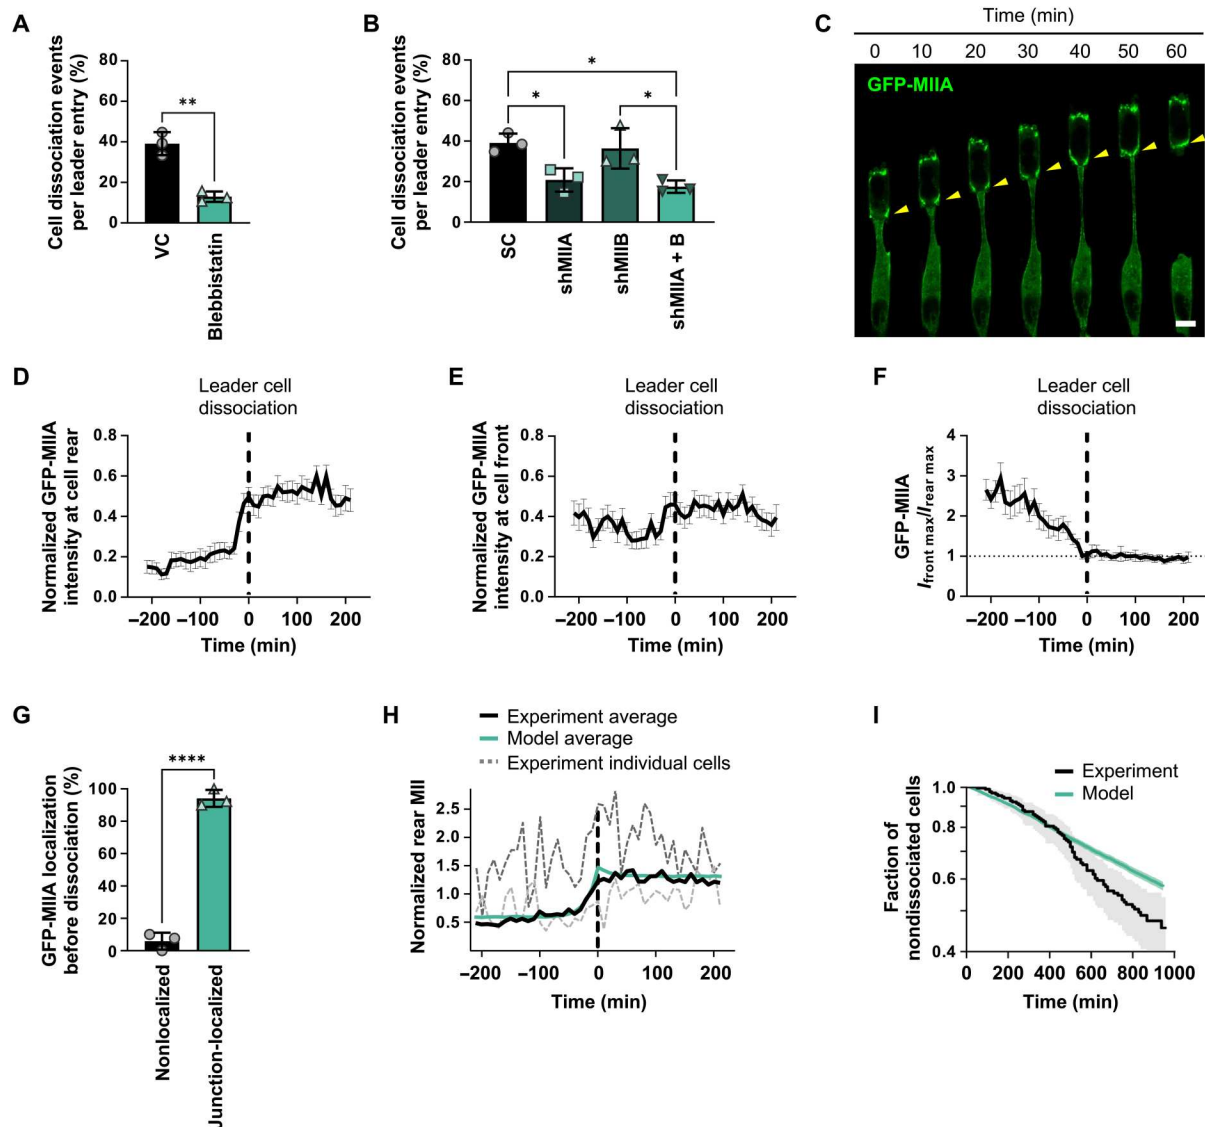 A
Cell dissociation events
per leader entry (%)
80
60
40
20
0
**
VC
Blebbistatin
B
Cell dissociation events
per leader entry (%)
80
60
40
20
0
*
*
*
SC
shMIIA
shMIIB
shMIIA + B
C
Time (min)
0 10 20 30 40 50 60
GFP-MIIA
D
Leader cell
dissociation
Normalized GFP-MIIA
intensity at cell rear
0.8
0.6
0.4
0.2
0.0
−200 −100 0 100 200
Time (min)
E
Leader cell
dissociation
Normalized GFP-MIIA
intensity at cell front
0.8
0.6
0.4
0.2
0.0
−200 −100 0 100 200
Time (min)
F
Leader cell
dissociation
GFP-MIIA
I front max/I rear max
4
3
2
1
0
−200 −100 0 100 200
Time (min)
G
GFP-MIIA localization
before dissociation (%)
100
80
60
40
20
0
****
Nonlocalized
Junction-localized
H
Experiment average
Model average
Experiment individual cells
Normalized rear MII
2.5
2.0
1.5
1.0
0.5
−200 −100 0 100 200
Time (min)
I
Experiment
Model
Faction of
nondissociated cells
1.0
0.8
0.6
0.4
0 200 400 600 800 1000
Time (min)